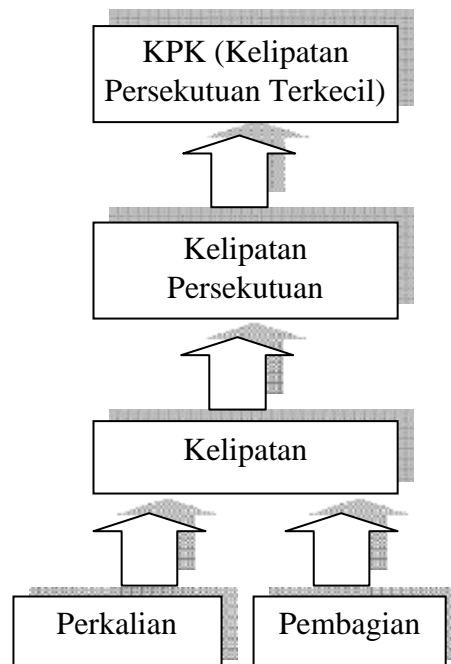 KPK (Kelipatan
Persekutuan Terkecil)
Kelipatan
Persekutuan
Kelipatan
Perkalian
Pembagian